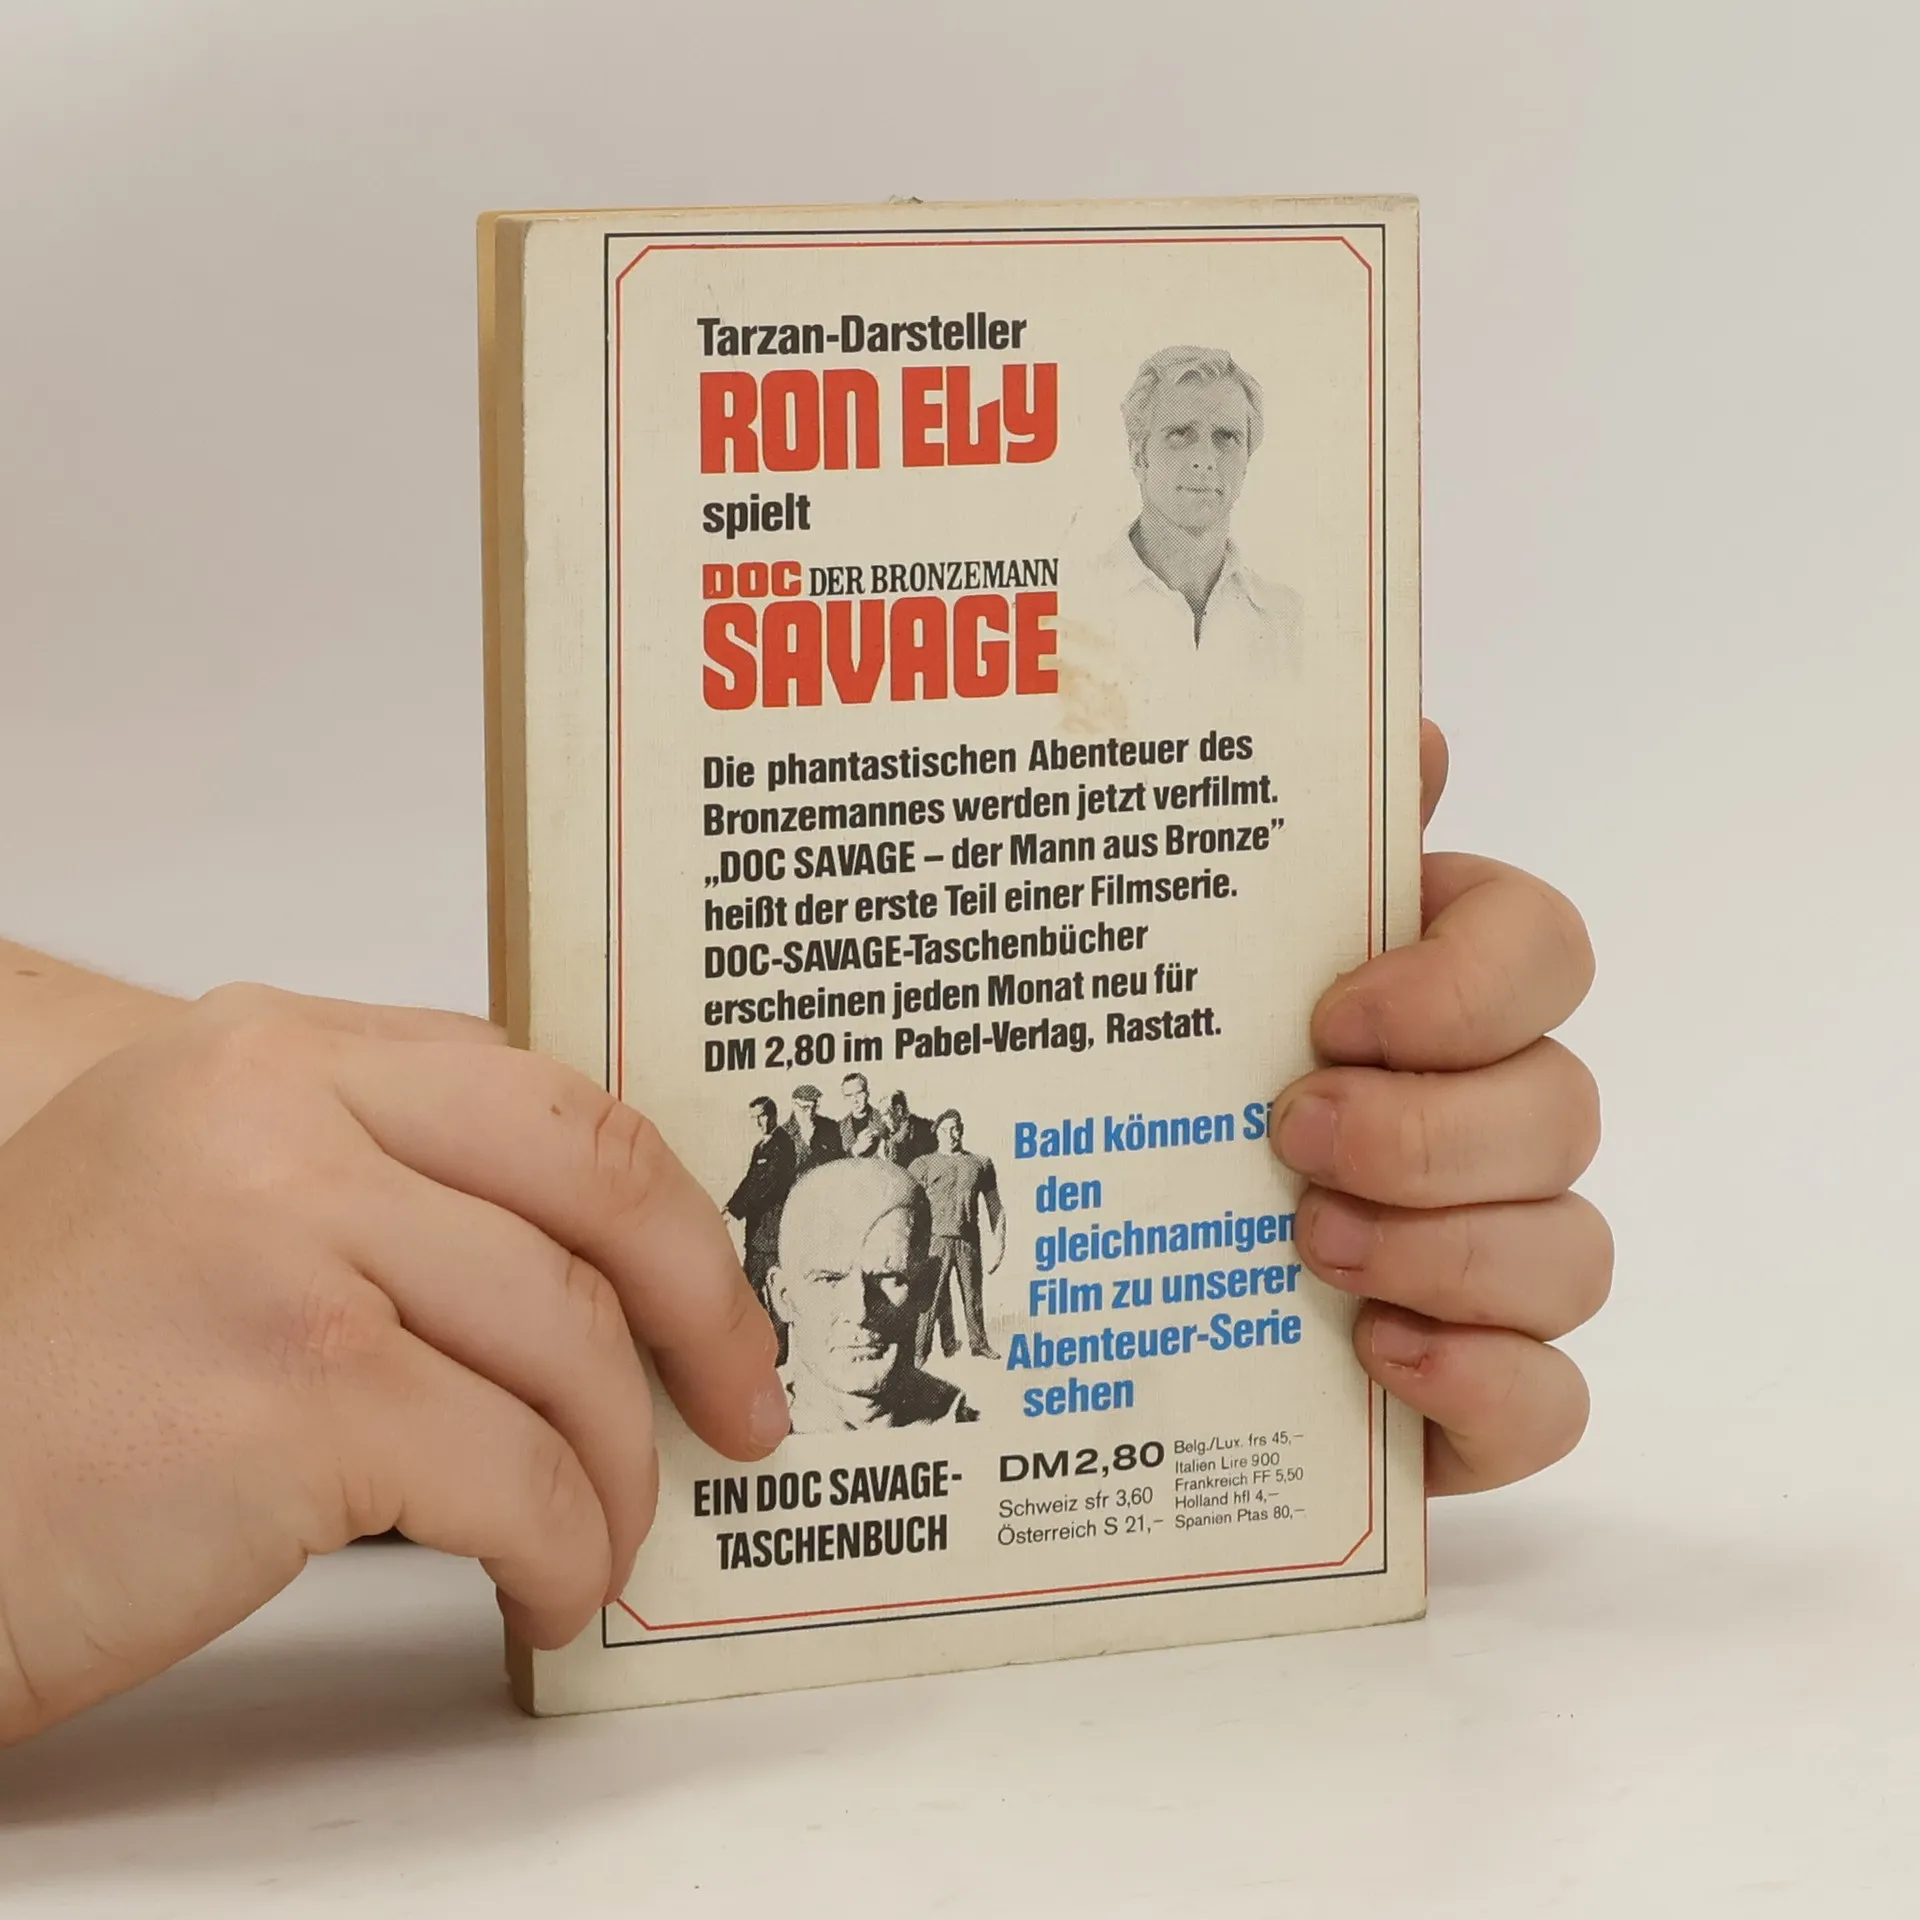 Tarzan-Darsteller
RON ELY
spielt
DOC DER BRONZEMANN
SAVAGE
Die phantastischen Abenteuer des
Bronzemannes werden jetzt verfilmt.
„DOC SAVAGE – der Mann aus Bronze”
heißt der erste Teil einer Filmserie.
DOC-SAVAGE-Taschenbücher
erscheinen jeden Monat neu für
DM 2,80 im Pabel-Verlag, Rastatt.
Bald können Si
den
gleichnamigen
Film zu unserer
Abenteuer-Serie
sehen
EIN DOC SAVAGE-
TASCHENBUCH
DM 2,80
Schweiz sfr 3,60
Österreich S 21,–
Belg./Lux. frs 45,–
Italien Lire 900
Frankreich FF 5,50
Holland hfl 4,–
Spanien Ptas 80,–